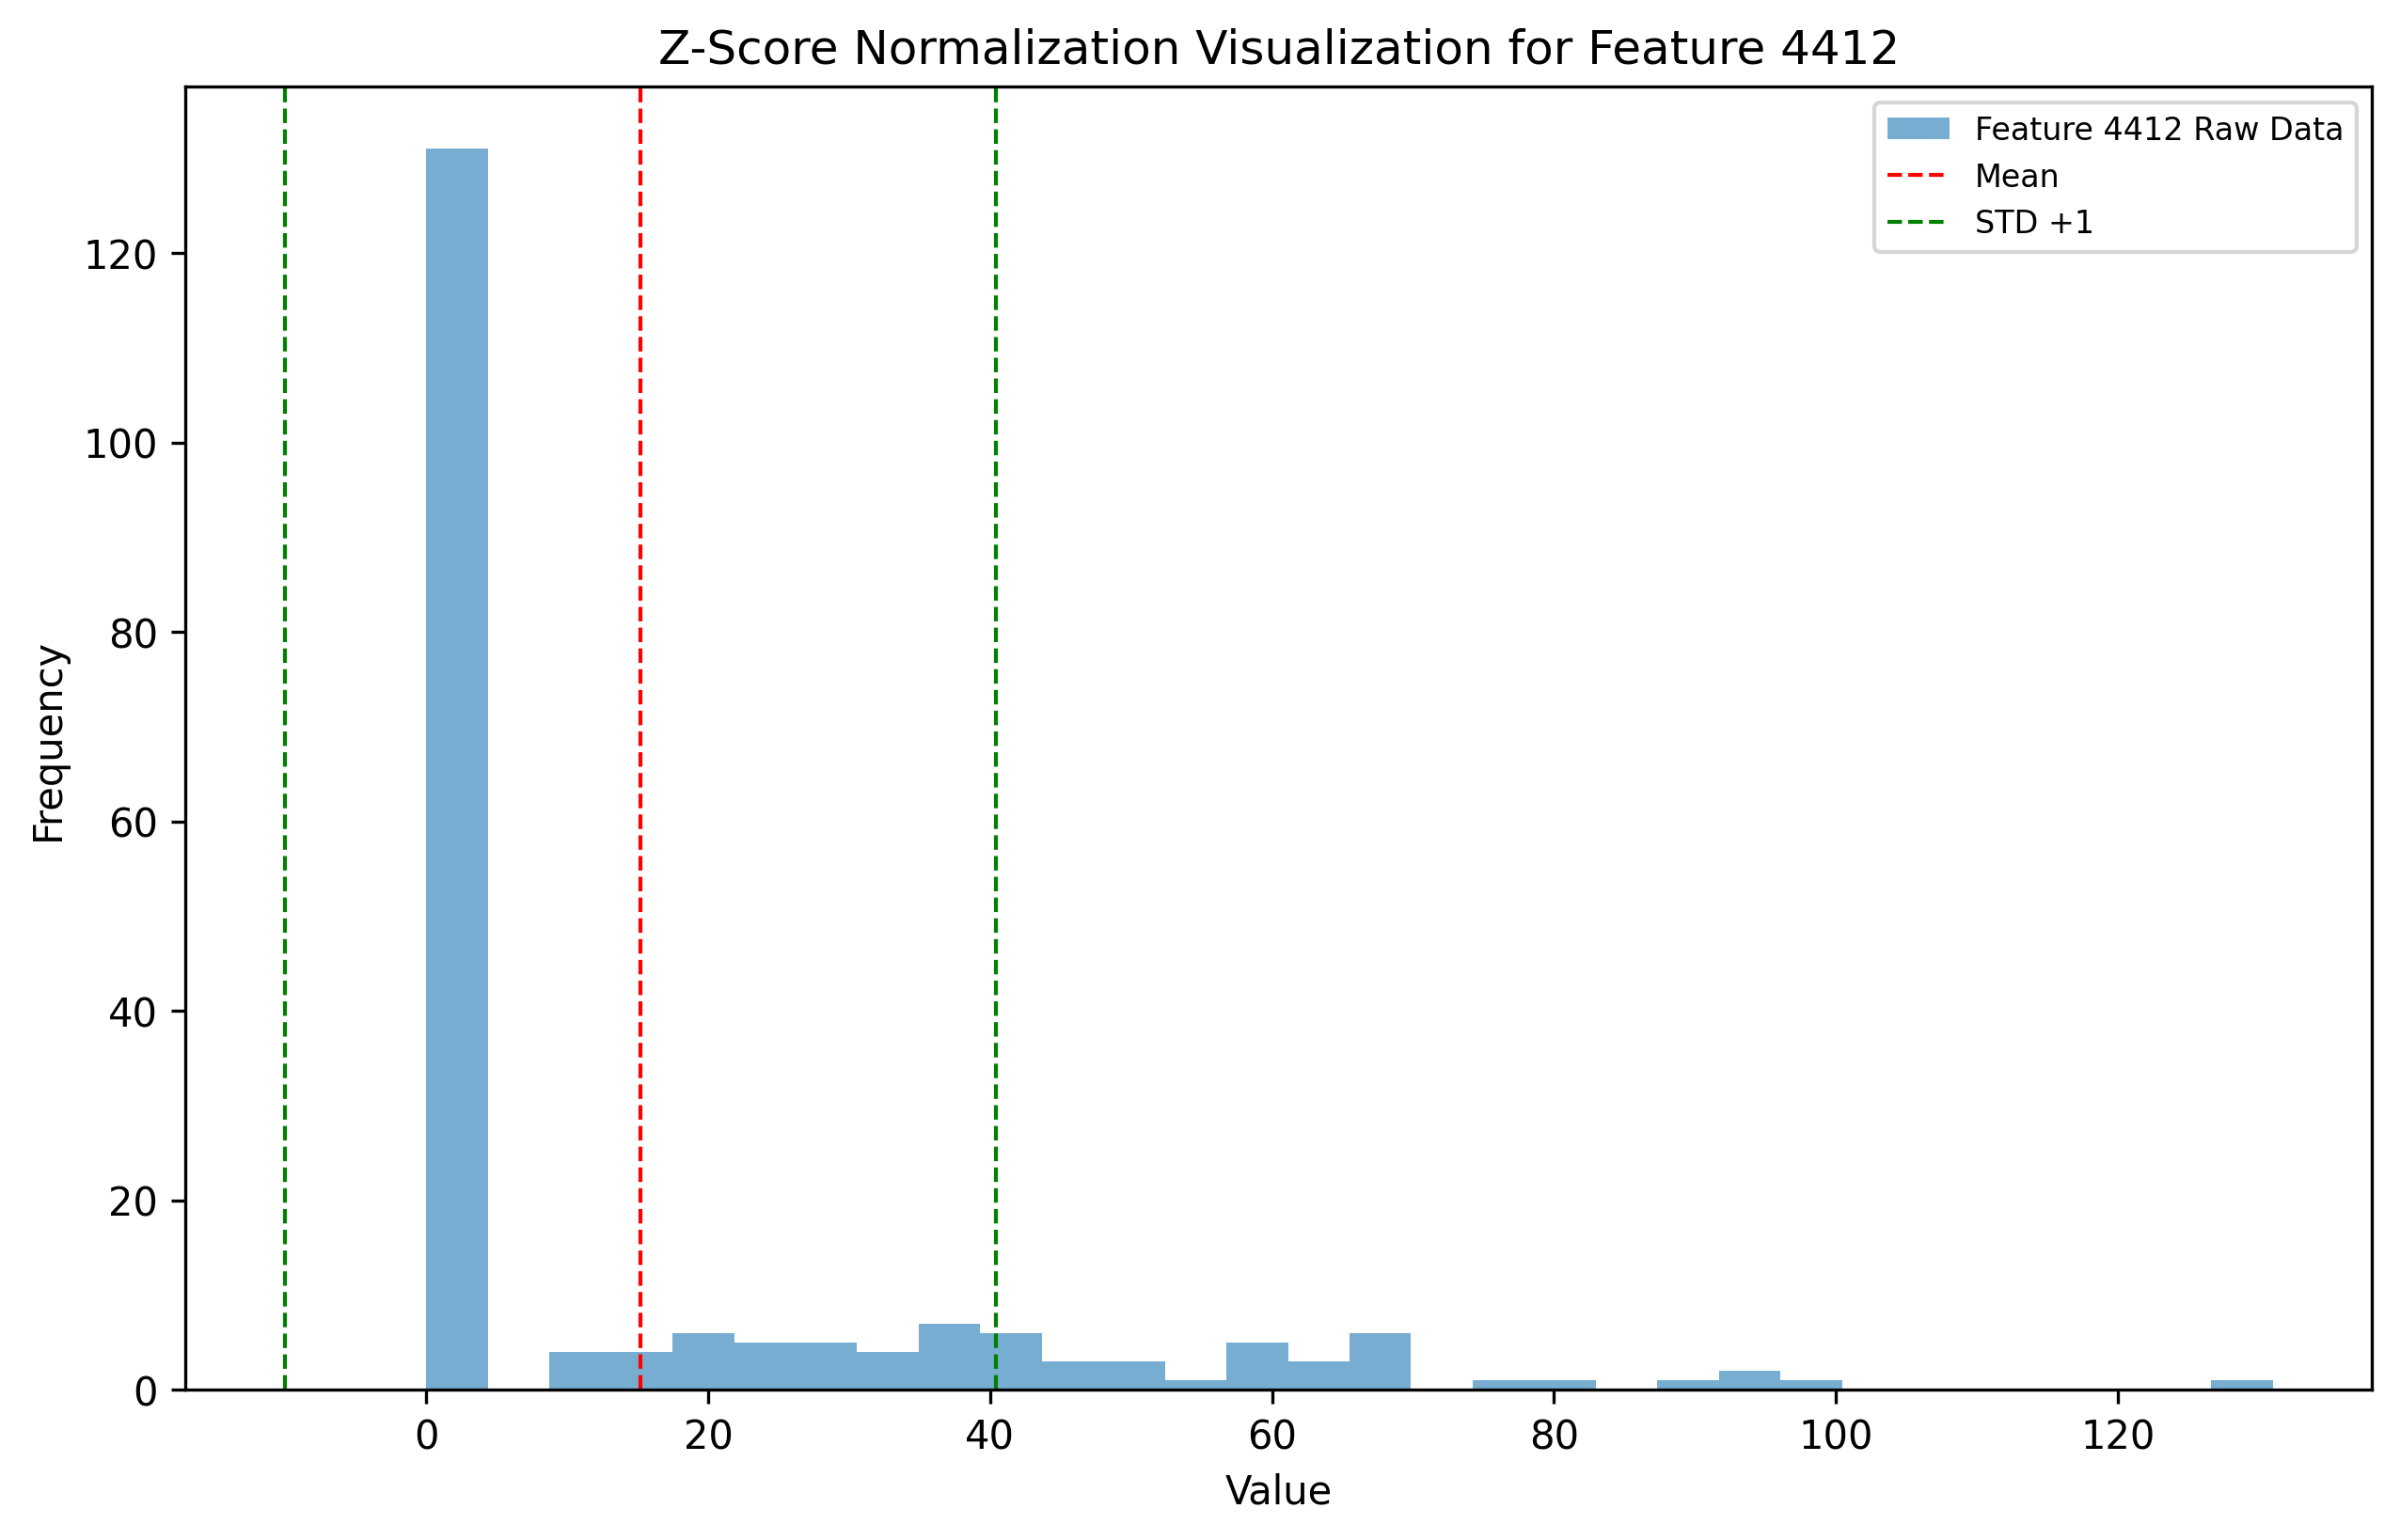 Z-Score Normalization Visualization for Feature 4412
Feature 4412 Raw Data
Mean
STD +1
Frequency
120
100
80
60
40
20
0
0 20 40 60 80 100 120
Value